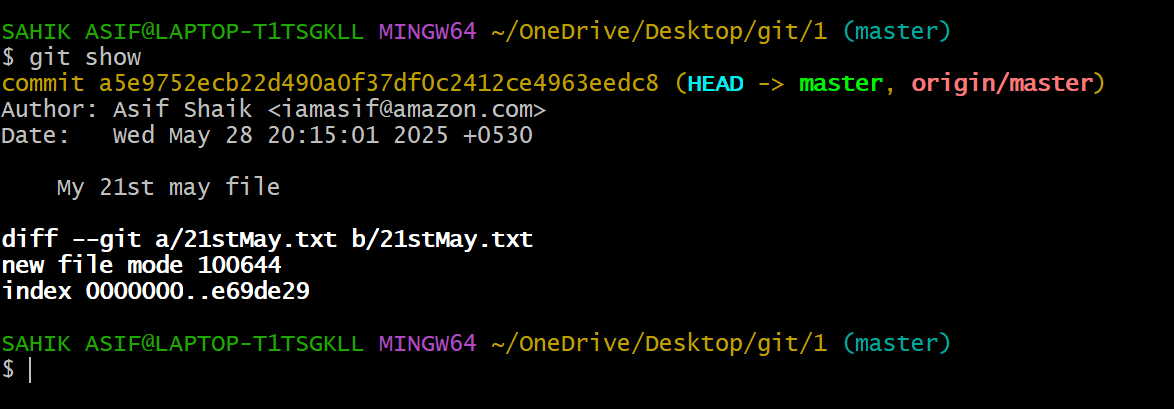 SAHIK ASIF@LAPTOP-T1TSGKLL MINGW64 ~/OneDrive/Desktop/git/1 (master)
$ git show
commit a5e9752ecb22d490a0f37df0c2412ce4963eedc8 (HEAD -> master, origin/master)
Author: Asif Shaik <iamasif@amazon.com>
Date:   Wed May 28 20:15:01 2025 +0530
    My 21st may file
diff --git a/21stMay.txt b/21stMay.txt
new file mode 100644
index 0000000..e69de29
SAHIK ASIF@LAPTOP-T1TSGKLL MINGW64 ~/OneDrive/Desktop/git/1 (master)
$